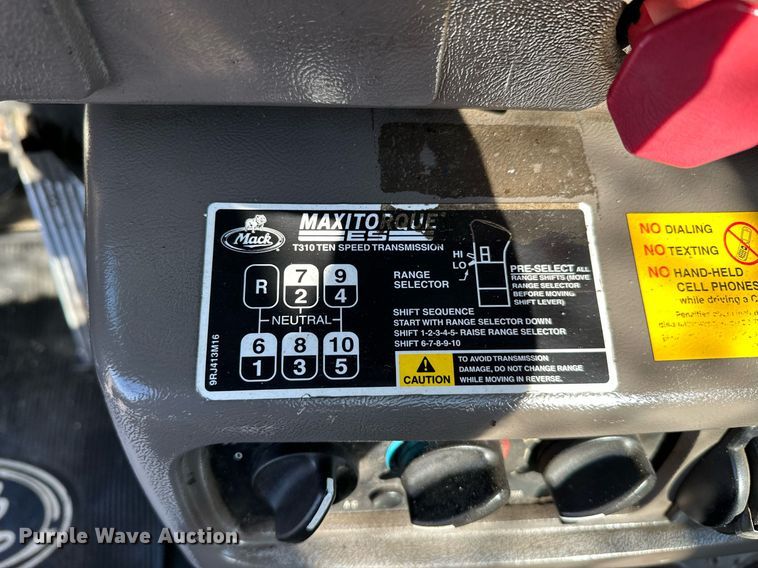 Mack
MAXITORQUE
ES
T310 TEN SPEED TRANSMISSION
R 7 9
2 4
NEUTRAL
6 8 10
1 3 5
9RJ413M16
RANGE
SELECTOR
HI
LO
PRE-SELECT ALL
RANGE SHIFTS (MOVE
RANGE SELECTOR
BEFORE MOVING
SHIFT LEVER)
SHIFT SEQUENCE
START WITH RANGE SELECTOR DOWN
SHIFT 1-2-3-4-5- RAISE RANGE SELECTOR
SHIFT 6-7-8-9-10
CAUTION
TO AVOID TRANSMISSION
DAMAGE, DO NOT CHANGE RANGE
WHILE MOVING IN REVERSE.
NO DIALING
NO TEXTING
NO HAND-HELD
CELL PHONES
while driving a
Purple Wave Auction